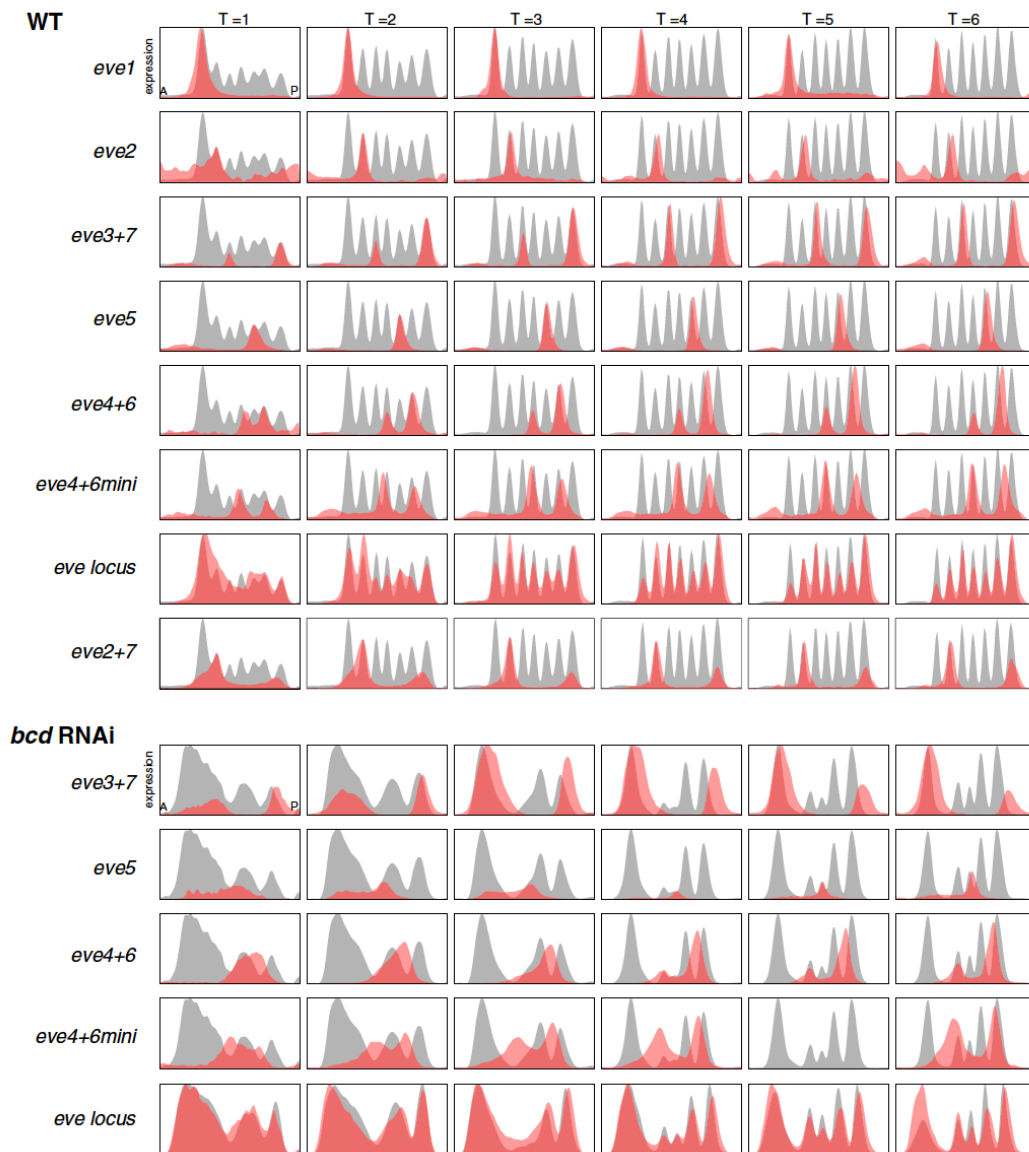 WT
T =1 T =2 T =3 T =4 T =5 T =6
expression
A P
eve1
eve2
eve3+7
eve5
eve4+6
eve4+6mini
eve locus
eve2+7
bcd RNAi
expression
A P
eve3+7
eve5
eve4+6
eve4+6mini
eve locus